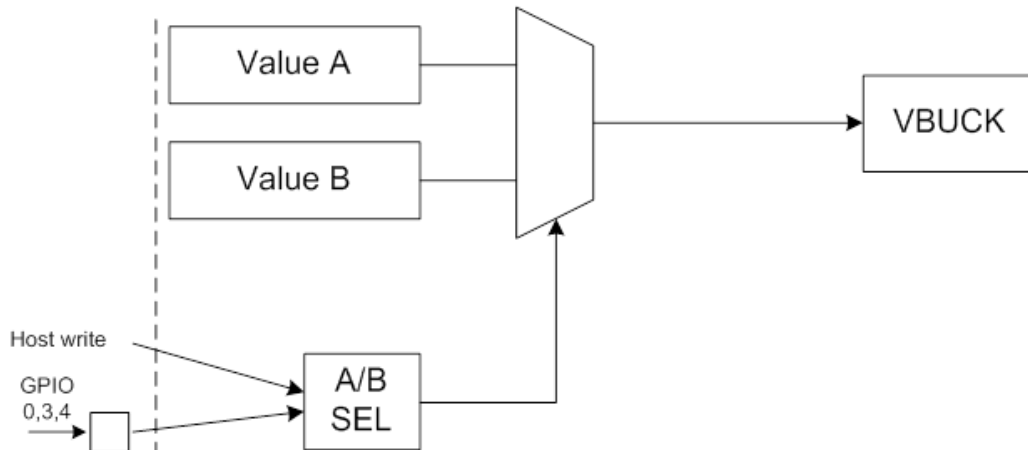 Value A
VBUCK
Value B
Host write
A/B
SEL
GPIO
0,3,4